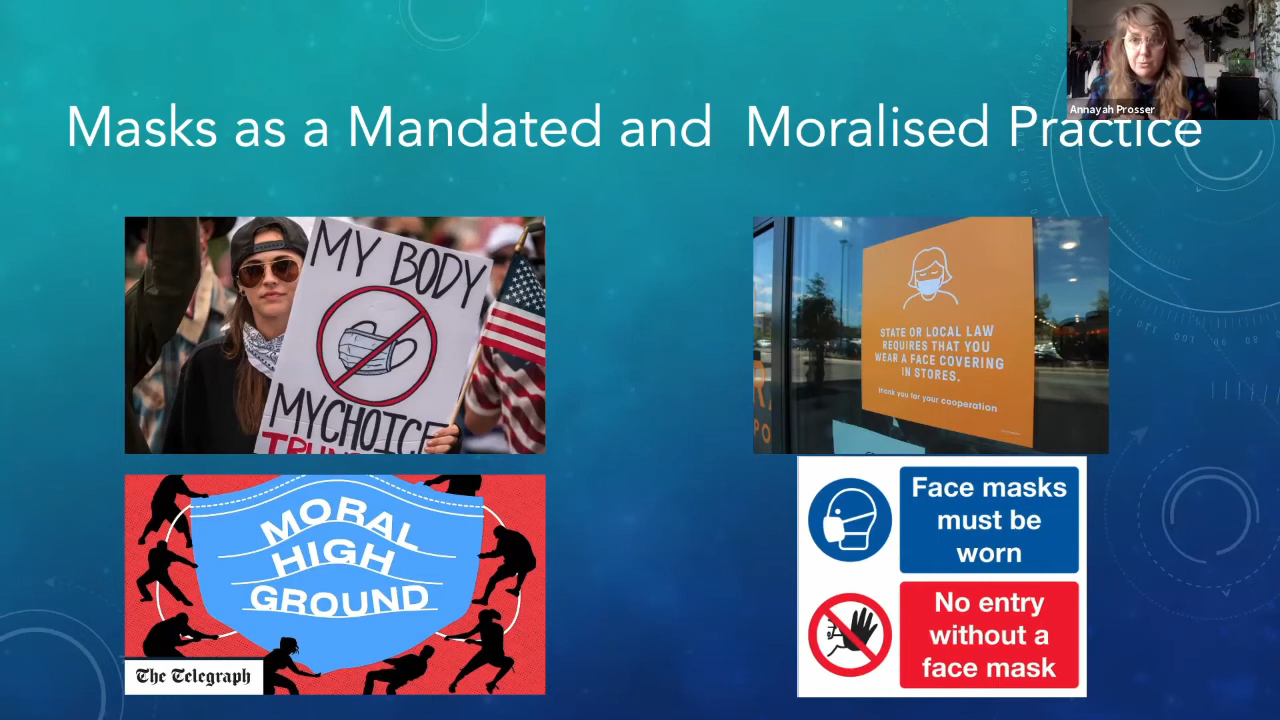 Annayah Prosser
Masks as a Mandated and  Moralised Practice
MY BODY
MY CHOICE
STATE OR LOCAL LAW
REQUIRES THAT YOU
WEAR A FACE COVERING
IN STORES.
thank you for your cooperation
MORAL
HIGH
GROUND
The Telegraph
Face masks
must be
worn
No entry
without a
face mask